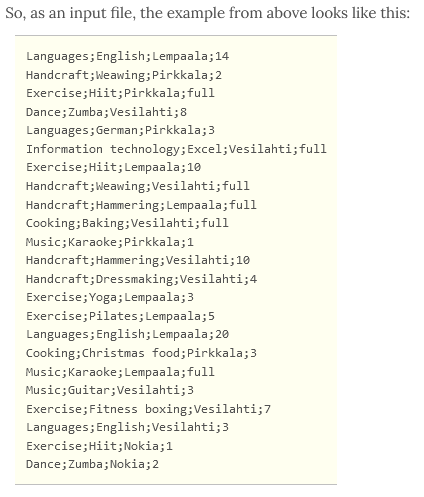 So, as an input file, the example from above looks like this:
Languages;English;Lempaala;14
Handcraft;Weawing;Pirkkala;2
Exercise;Hiit;Pirkkala;full
Dance;Zumba;Vesilahti;8
Languages;German;Pirkkala;3
Information technology;Excel;Vesilahti;full
Exercise;Hiit;Lempaala;10
Handcraft;Weawing;Vesilahti;full
Handcraft;Hammering;Lempaala;full
Cooking;Baking;Vesilahti;full
Music;Karaoke;Pirkkala;1
Handcraft;Hammering;Vesilahti;10
Handcraft;Dressmaking;Vesilahti;4
Exercise;Yoga;Lempaala;3
Exercise;Pilates;Lempaala;5
Languages;English;Lempaala;20
Cooking;Christmas food;Pirkkala;3
Music;Karaoke;Lempaala;full
Music;Guitar;Vesilahti;3
Exercise;Fitness boxing;Vesilahti;7
Languages;English;Vesilahti;3
Exercise;Hiit;Nokia;1
Dance;Zumba;Nokia;2